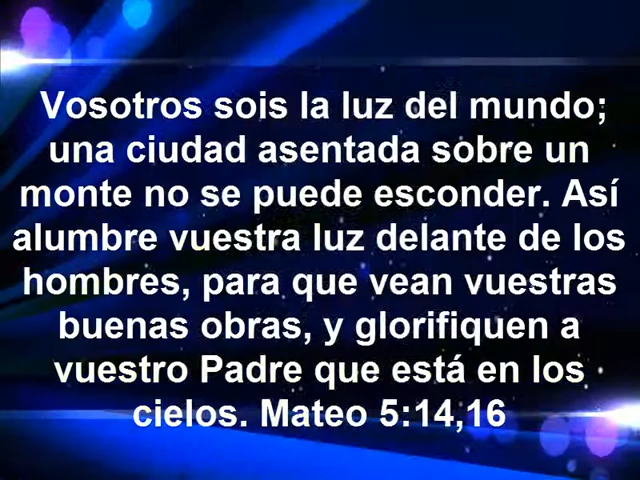 Vosotros sois la luz del mundo;
una ciudad asentada sobre un
monte no se puede esconder. Así
alumbre vuestra luz delante de los
hombres, para que vean vuestras
buenas obras, y glorifiquen a
vuestro Padre que está en los
cielos. Mateo 5:14,16